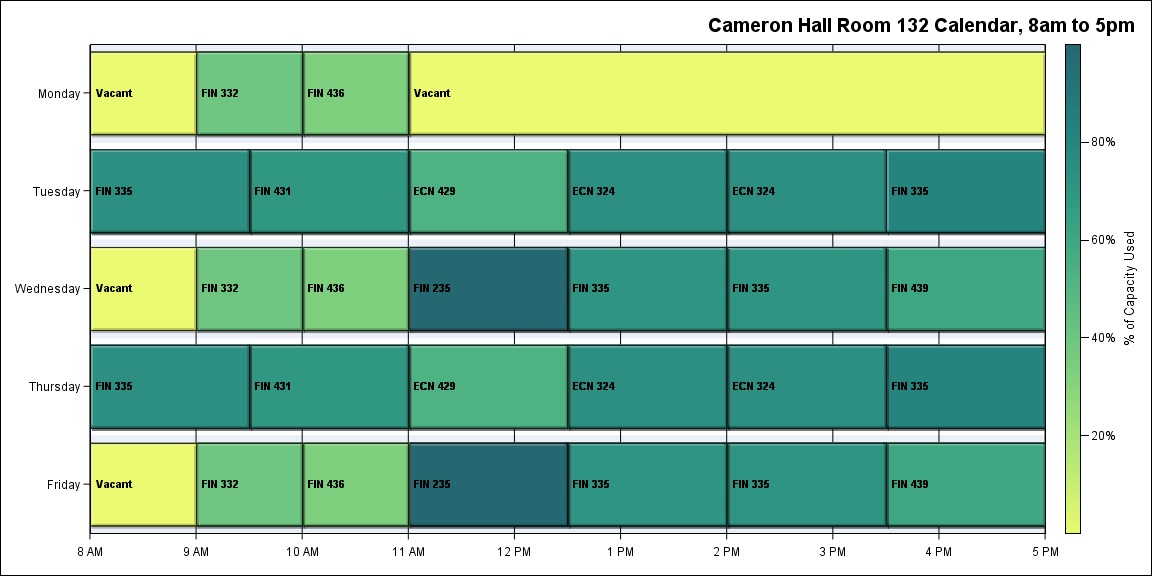 Cameron Hall Room 132 Calendar, 8am to 5pm
Monday
Vacant
FIN 332
FIN 436
Vacant
Tuesday
FIN 335
FIN 431
ECN 429
ECN 324
ECN 324
FIN 335
Wednesday
Vacant
FIN 332
FIN 436
FIN 235
FIN 335
FIN 335
FIN 439
Thursday
FIN 335
FIN 431
ECN 429
ECN 324
ECN 324
FIN 335
Friday
Vacant
FIN 332
FIN 436
FIN 235
FIN 335
FIN 335
FIN 439
8 AM
9 AM
10 AM
11 AM
12 PM
1 PM
2 PM
3 PM
4 PM
5 PM
80%
60%
40%
20%
% of Capacity Used